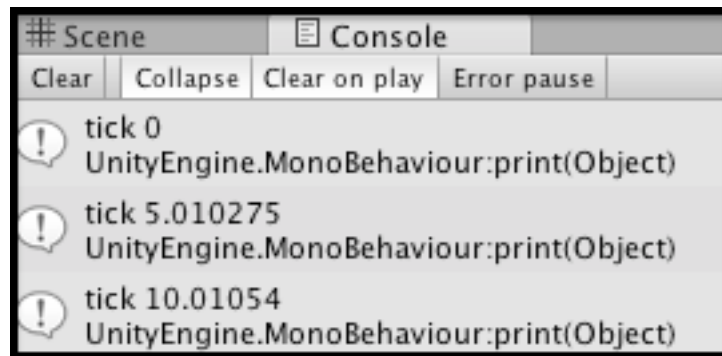 Scene
Console
Clear
Collapse
Clear on play
Error pause
tick 0
UnityEngine.MonoBehaviour:print(Object)
tick 5.010275
UnityEngine.MonoBehaviour:print(Object)
tick 10.01054
UnityEngine.MonoBehaviour:print(Object)